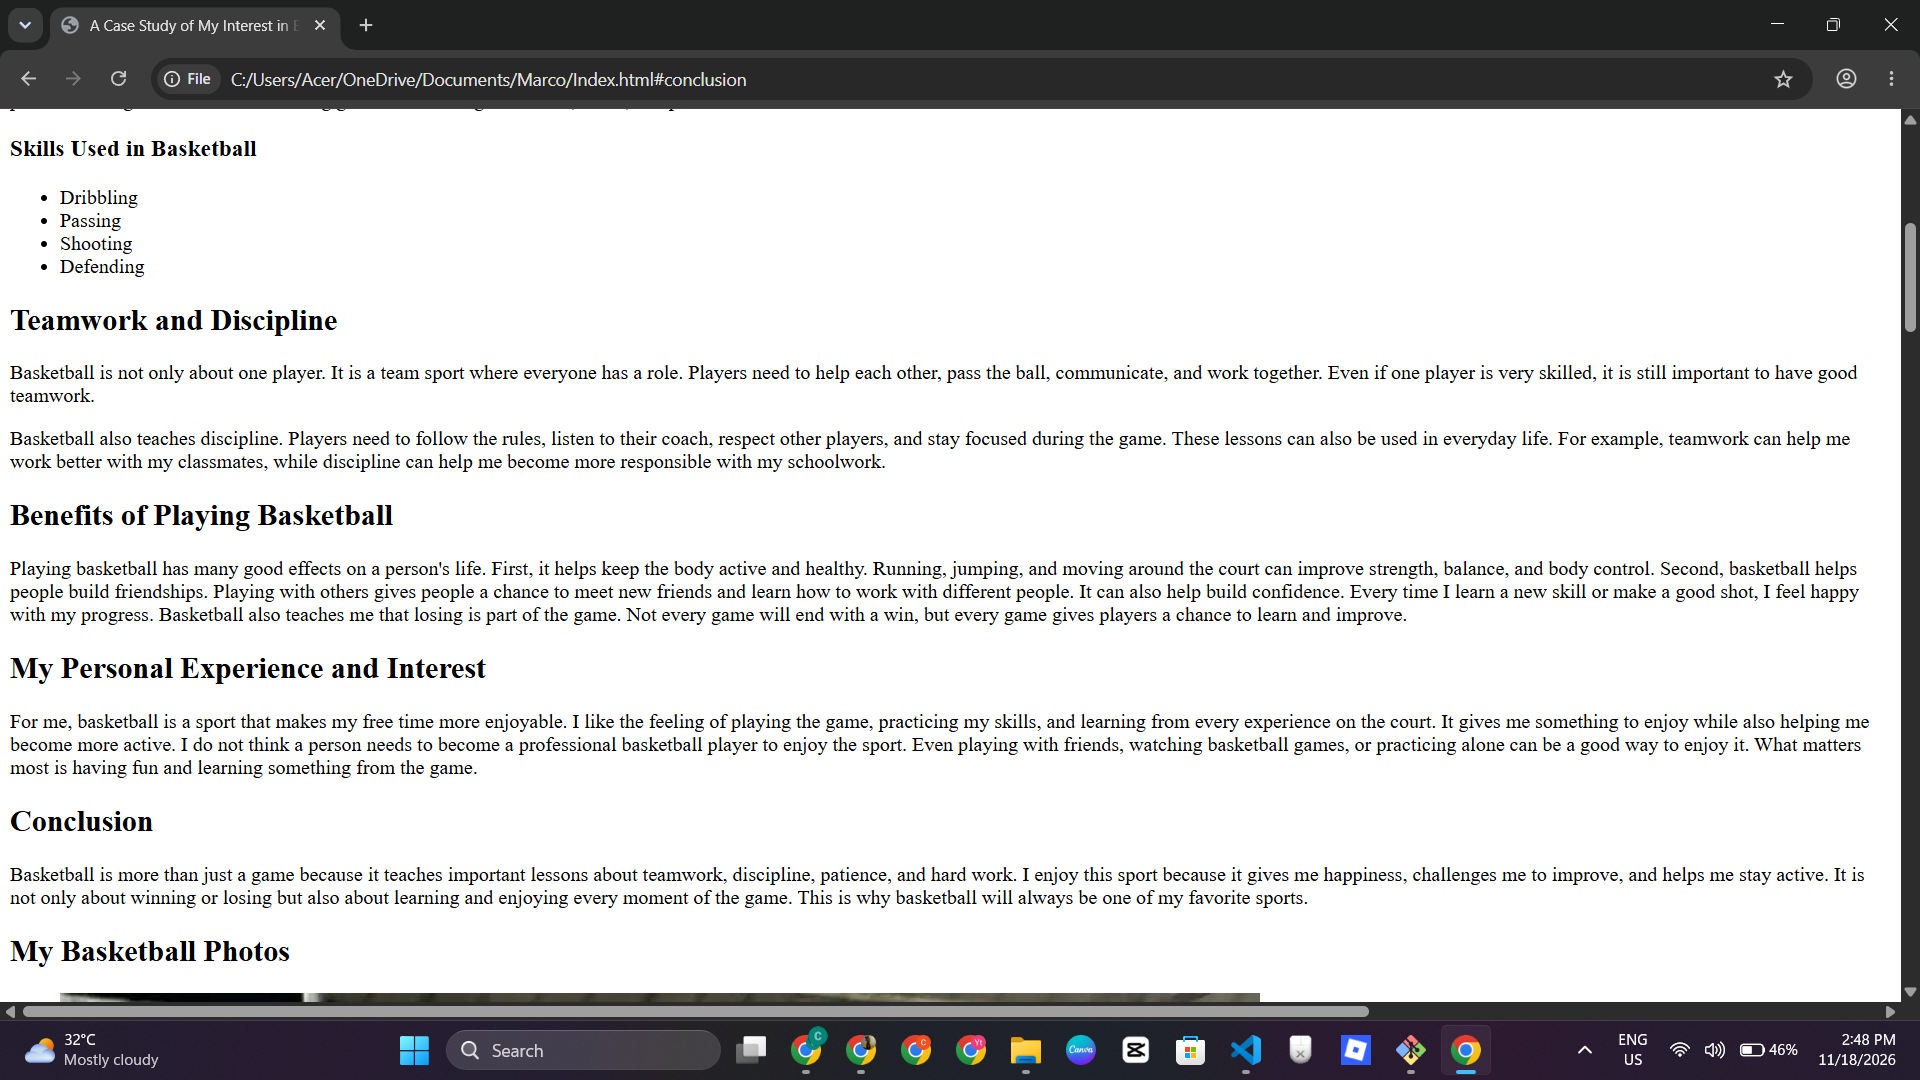 A Case Study of My Interest in
File
C:/Users/Acer/OneDrive/Documents/Marco/Index.html#conclusion
Skills Used in Basketball
• Dribbling
• Passing
• Shooting
• Defending
Teamwork and Discipline
Basketball is not only about one player. It is a team sport where everyone has a role. Players need to help each other, pass the ball, communicate, and work together. Even if one player is very skilled, it is still important to have good
teamwork.
Basketball also teaches discipline. Players need to follow the rules, listen to their coach, respect other players, and stay focused during the game. These lessons can also be used in everyday life. For example, teamwork can help me
work better with my classmates, while discipline can help me become more responsible with my schoolwork.
Benefits of Playing Basketball
Playing basketball has many good effects on a person's life. First, it helps keep the body active and healthy. Running, jumping, and moving around the court can improve strength, balance, and body control. Second, basketball helps
people build friendships. Playing with others gives people a chance to meet new friends and learn how to work with different people. It can also help build confidence. Every time I learn a new skill or make a good shot, I feel happy
with my progress. Basketball also teaches me that losing is part of the game. Not every game will end with a win, but every game gives players a chance to learn and improve.
My Personal Experience and Interest
For me, basketball is a sport that makes my free time more enjoyable. I like the feeling of playing the game, practicing my skills, and learning from every experience on the court. It gives me something to enjoy while also helping me
become more active. I do not think a person needs to become a professional basketball player to enjoy the sport. Even playing with friends, watching basketball games, or practicing alone can be a good way to enjoy it. What matters
most is having fun and learning something from the game.
Conclusion
Basketball is more than just a game because it teaches important lessons about teamwork, discipline, patience, and hard work. I enjoy this sport because it gives me happiness, challenges me to improve, and helps me stay active. It is
not only about winning or losing but also about learning and enjoying every moment of the game. This is why basketball will always be one of my favorite sports.
My Basketball Photos
32°C
Mostly cloudy
Search
C
C
Yt
Canva
ENG
US
46%
2:48 PM
11/18/2026